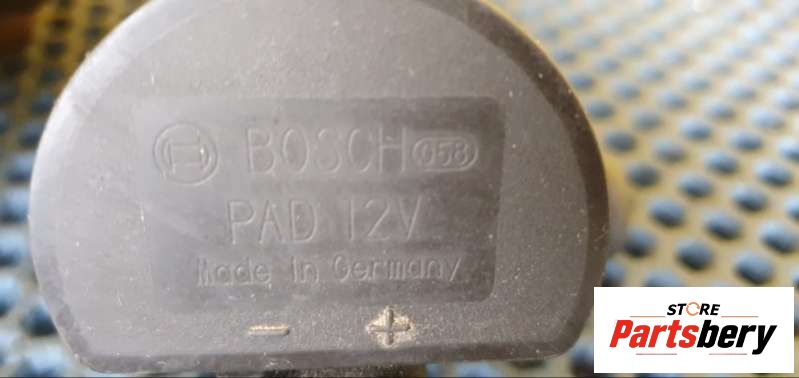 BOSCH 058
PAD 12V
Made in Germany
- +
STORE
Partsbery